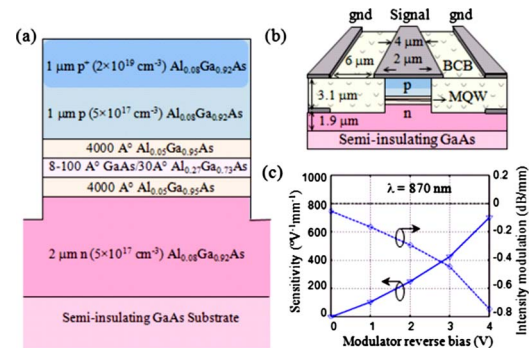 (a)
1 μm p⁺ (2×10¹⁹ cm⁻³) Al₀.₀₈Ga₀.₉₂As
1 μm p (5×10¹⁷ cm⁻³) Al₀.₀₈Ga₀.₉₂As
4000 A° Al₀.₀₅Ga₀.₉₅As
8-100 A° GaAs/30A° Al₀.₂₇Ga₀.₇₃As
4000 A° Al₀.₀₅Ga₀.₉₅As
2 μm n (5×10¹⁷ cm⁻³) Al₀.₀₈Ga₀.₉₂As
Semi-insulating GaAs Substrate
(b)
gnd Signal gnd
4 μm
6 μm
2 μm
BCB
p
MQW
3.1 μm
n
1.9 μm
Semi-insulating GaAs
(c)
λ = 870 nm
Sensitivity (°V⁻¹mm⁻¹)
1000
800
600
400
200
0
0.2
0
-0.2
-0.4
-0.6
-0.8
Intensity modulation (dB/mm)
0 1 2 3 4
Modulator reverse bias (V)